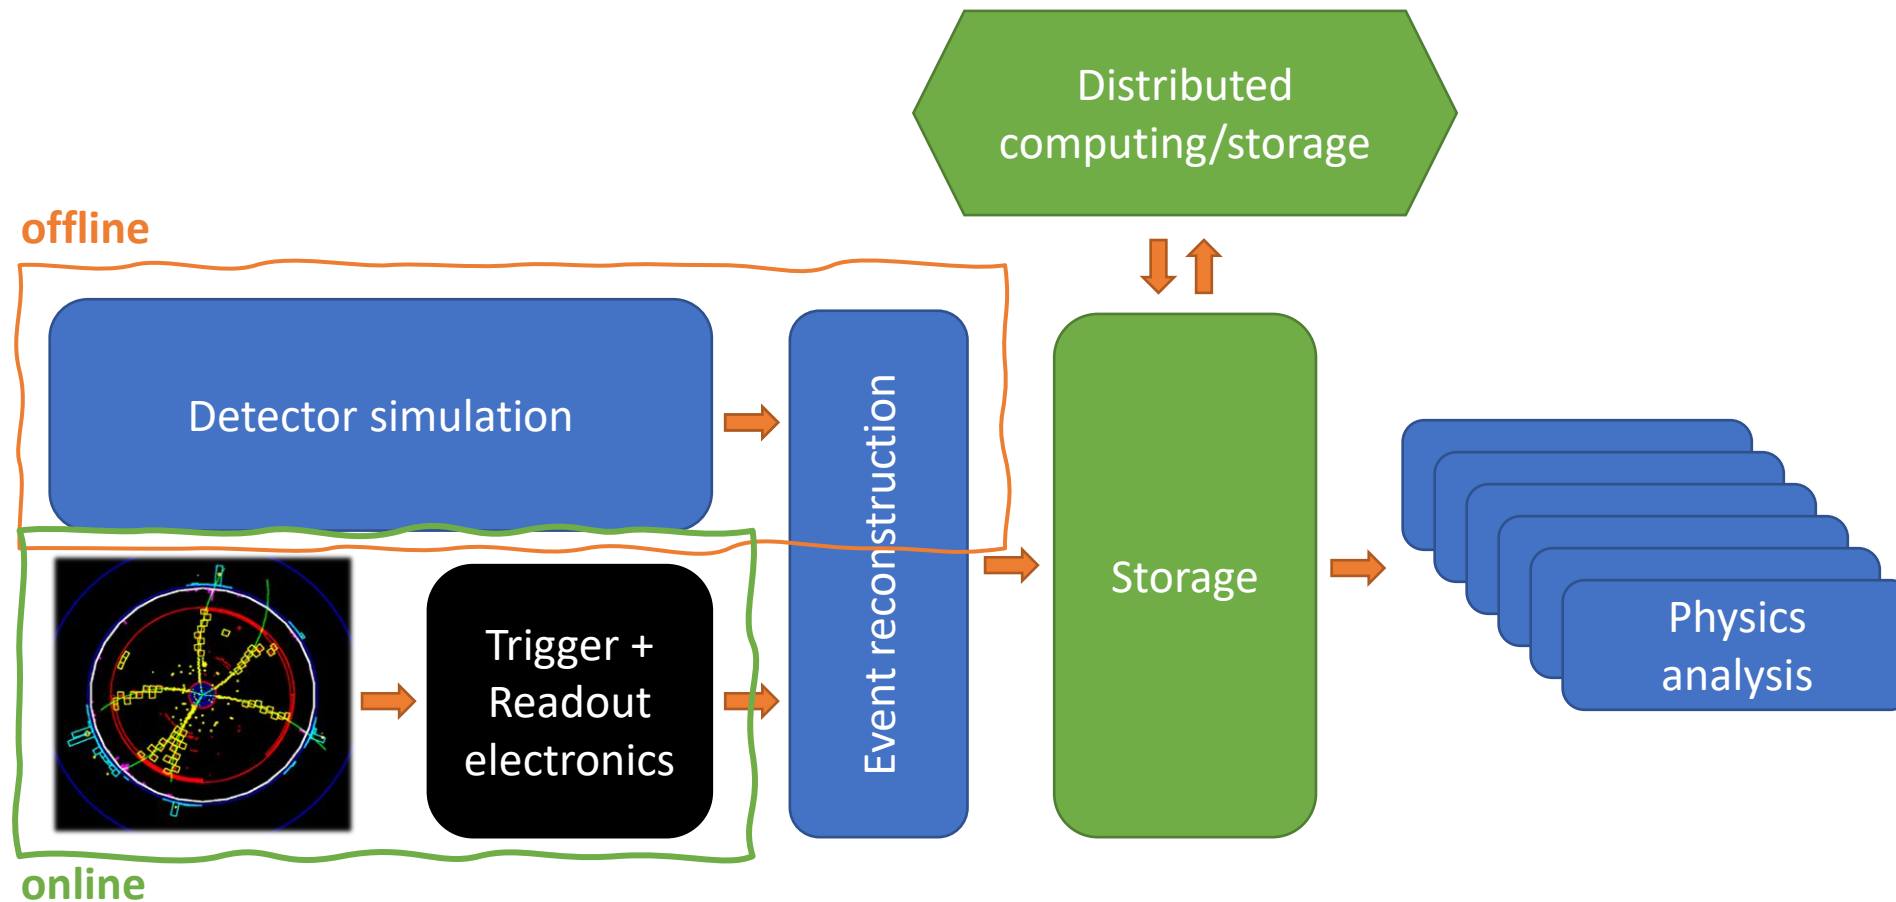 Distributed
computing/storage
offline
Detector simulation
Event reconstruction
Storage
Trigger +
Readout
electronics
Physics
analysis
online